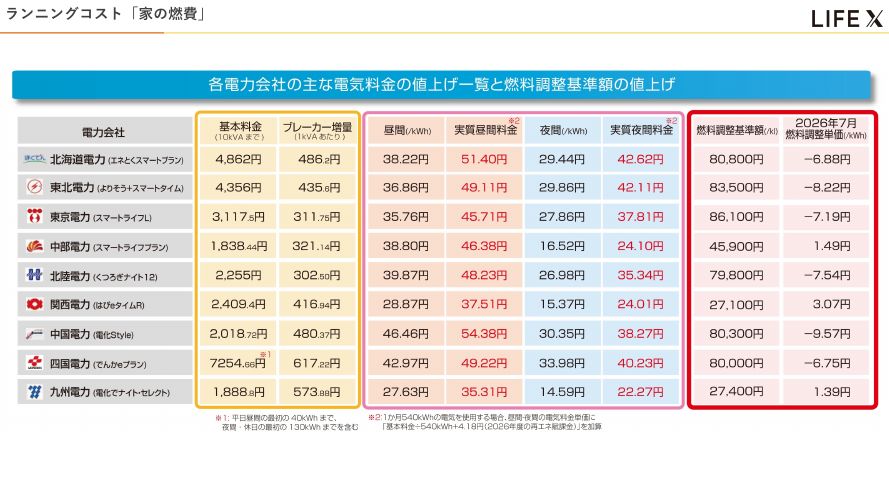 ランニングコスト「家の燃費」
LIFE X
各電力会社の主な電気料金の値上げ一覧と燃料調整基準額の値上げ
電力会社 基本料金 (10kVAまで) ブレーカー増量 (1kVAあたり) 昼間(/kWh) 実質昼間料金※2 夜間(/kWh) 実質夜間料金※2 燃料調整基準額(/kl) 2026年7月 燃料調整単価(/kWh)
ほくでん 北海道電力 (エネとくスマートプラン) 4,862円 486.2円 38.22円 51.40円 29.44円 42.62円 80,800円 −6.88円
東北電力 (よりそう+スマートタイム) 4,356円 435.6円 36.86円 49.11円 29.86円 42.11円 83,500円 −8.22円
東京電力 (スマートライフL) 3,117.5円 311.75円 35.76円 45.71円 27.86円 37.81円 86,100円 −7.19円
中部電力 (スマートライフプラン) 1,838.44円 321.14円 38.80円 46.38円 16.52円 24.10円 45,900円 1.49円
北陸電力 (くつろぎナイト12) 2,255円 302.50円 39.87円 48.23円 26.98円 35.34円 79,800円 −7.54円
関西電力 (はぴeタイムR) 2,409.4円 416.94円 28.87円 37.51円 15.37円 24.01円 27,100円 3.07円
中国電力 (電化Style) 2,018.72円 480.37円 46.46円 54.38円 30.35円 38.27円 80,300円 −9.57円
四国電力 (でんかeプラン) 7254.66円※1 617.22円 42.97円 49.22円 33.98円 40.23円 80,000円 −6.75円
九州電力 (電化でナイト・セレクト) 1,888.8円 573.88円 27.63円 35.31円 14.59円 22.27円 27,400円 1.39円
※1: 平日昼間の最初の40kWhまで、
夜間・休日の最初の130kWhまでを含む
※2:1か月540kWhの電気を使用する場合、昼間・夜間の電気料金単価に
「基本料金÷540kWh+4.18円(2026年度の再エネ賦課金)」を加算